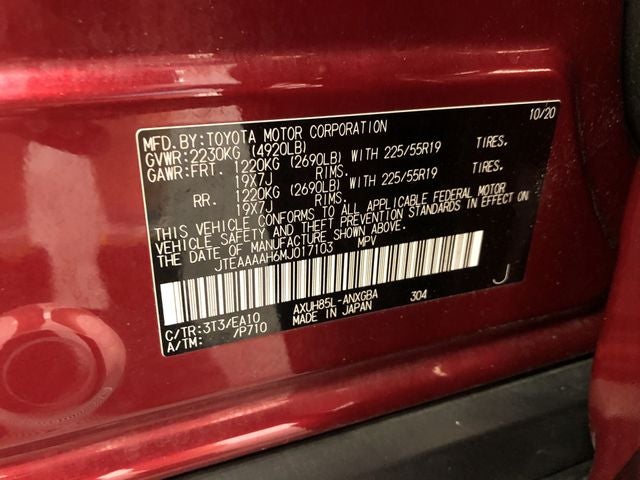 MFD.BY:TOYOTA MOTOR CORPORATION 10/20
GVWR:2230KG (4920LB)
GAWR:FRT. 1220KG (2690LB) WITH 225/55R19 TIRES.
19X7J RIMS.
RR. 1220KG (2690LB) WITH 225/55R19 TIRES.
19X7J RIMS.
THIS VEHICLE CONFORMS TO ALL APPLICABLE FEDERAL MOTOR
VEHICLE SAFETY AND THEFT PREVENTION STANDARDS IN EFFECT ON
THE DATE OF MANUFACTURE SHOWN ABOVE.
JTEAAAAH6MJ017103 MPV
C/TR:3T3/EA10 AXUH85L-ANXGBA 304 J
A/TM: /P710 MADE IN JAPAN